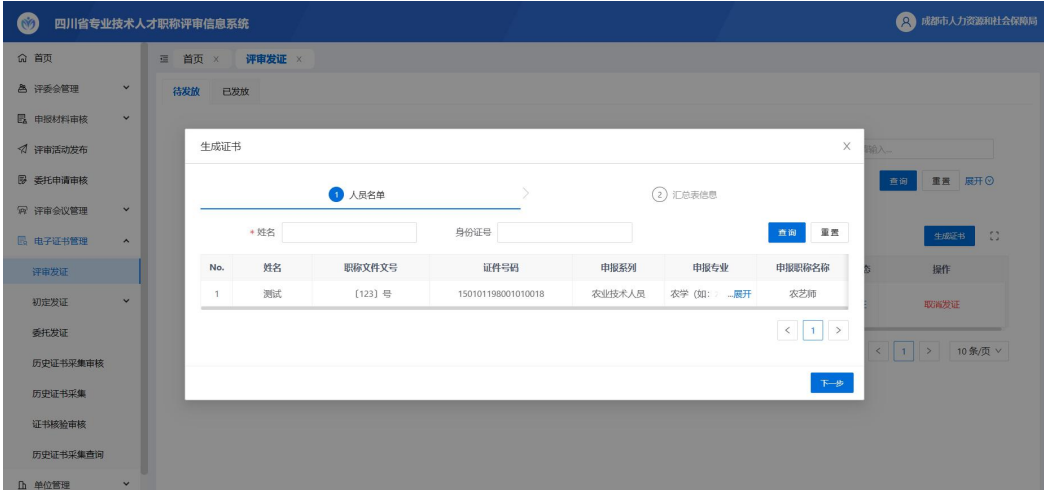 四川省专业技术人才职称评审信息系统
成都市人力资源和社会保障局
首页
评委会管理
申报材料审核
评审活动发布
委托申请审核
评审会议管理
电子证书管理
评审发证
初定发证
委托发证
历史证书采集审核
历史证书采集
证书核验审核
历史证书采集查询
单位管理
首页 × 评审发证 ×
待发放 已发放
查询 重置 展开
生成证书
操作
取消发证
< 1 > 10 条/页
生成证书 ×
1 人员名单 2 汇总表信息
* 姓名 身份证号 查询 重置
No. 姓名 职称文件文号 证件号码 申报系列 申报专业 申报职称名称
1 测试 〔123〕号 150101198001010018 农业技术人员 农学（如： ...展开 农艺师
< 1 >
下一步